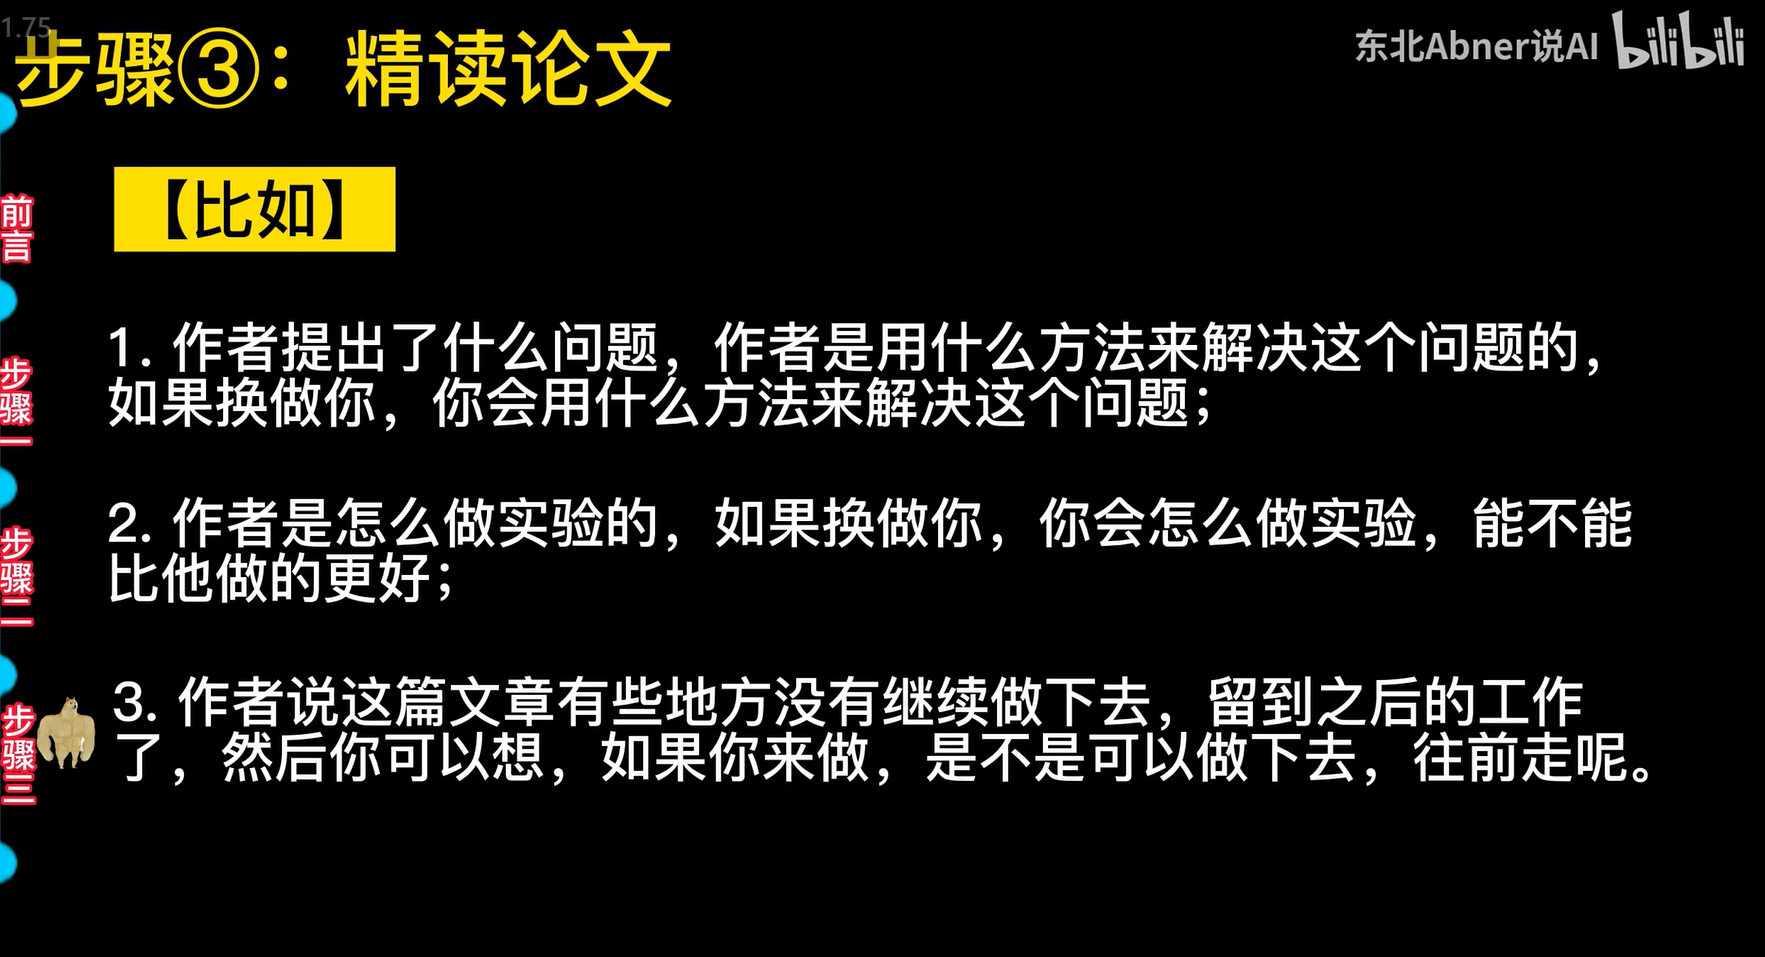 1.75
步骤③：精读论文
东北Abner说AI bilibili
【比如】
前言
步骤一
步骤二
步骤三
1. 作者提出了什么问题，作者是用什么方法来解决这个问题的，
如果换做你，你会用什么方法来解决这个问题；
2. 作者是怎么做实验的，如果换做你，你会怎么做实验，能不能
比他做的更好；
3. 作者说这篇文章有些地方没有继续做下去，留到之后的工作
了，然后你可以想，如果你来做，是不是可以做下去，往前走呢。